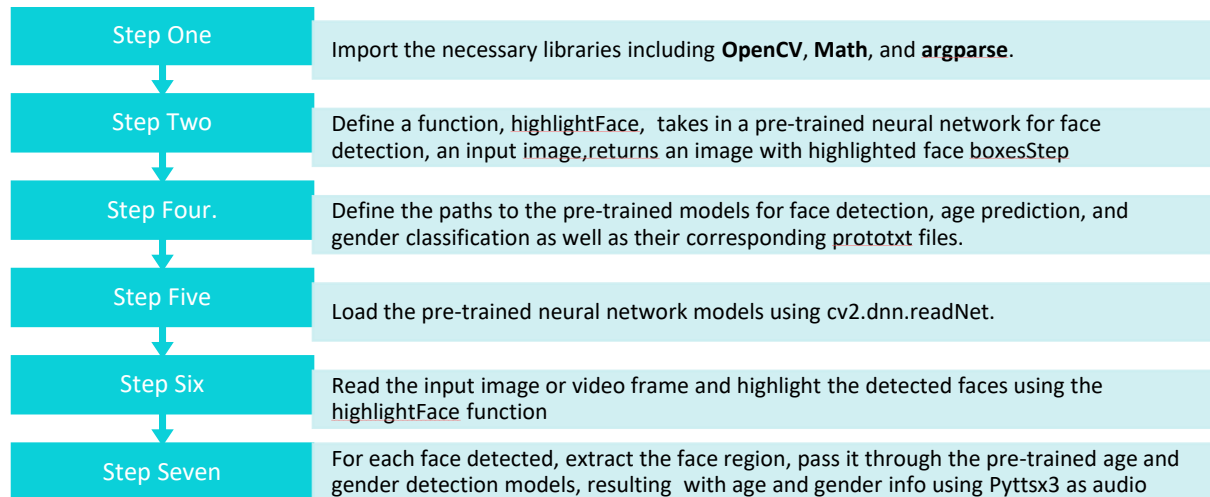 Step One
Import the necessary libraries including OpenCV, Math, and argparse.
Step Two
Define a function, highlightFace,  takes in a pre-trained neural network for face
detection, an input image,returns an image with highlighted face boxesStep
Step Four.
Define the paths to the pre-trained models for face detection, age prediction, and
gender classification as well as their corresponding prototxt files.
Step Five
Load the pre-trained neural network models using cv2.dnn.readNet.
Step Six
Read the input image or video frame and highlight the detected faces using the
highlightFace function
Step Seven
For each face detected, extract the face region, pass it through the pre-trained age and
gender detection models, resulting  with age and gender info using Pyttsx3 as audio